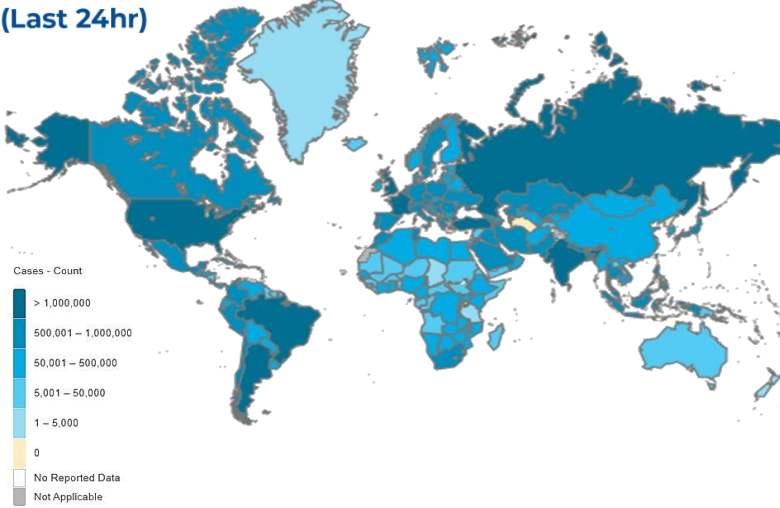 (Last 24hr)
Cases - Count
> 1,000,000
500,001 – 1,000,000
50,001 – 500,000
5,001 – 50,000
1 – 5,000
0
No Reported Data
Not Applicable